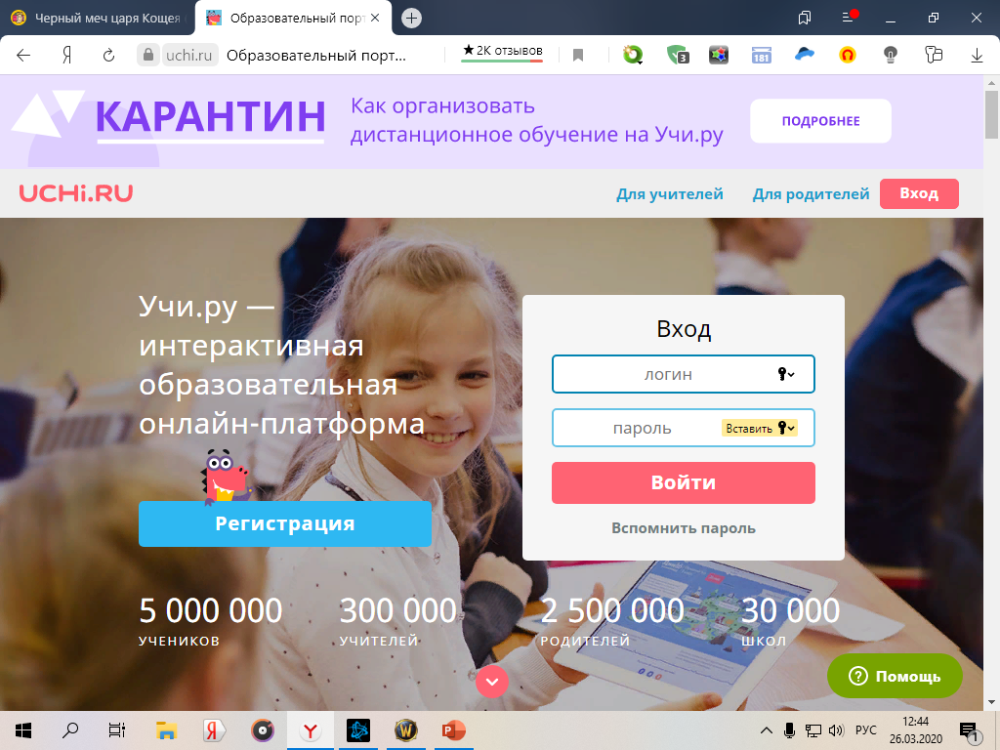 Черный меч царя Кощея
Образовательный порт
uchi.ru
Образовательный порт...
★2К отзывов
3
181
КАРАНТИН
Как организовать
дистанционное обучение на Учи.ру
ПОДРОБНЕЕ
UCHi.RU
Для учителей
Для родителей
Вход
Учи.ру —
интерактивная
образовательная
онлайн-платформа
Регистрация
Вход
логин
пароль
Вставить
Войти
Вспомнить пароль
5 000 000
УЧЕНИКОВ
300 000
УЧИТЕЛЕЙ
2 500 000
РОДИТЕЛЕЙ
30 000
ШКОЛ
? Помощь
РУС
12:44
26.03.2020
1